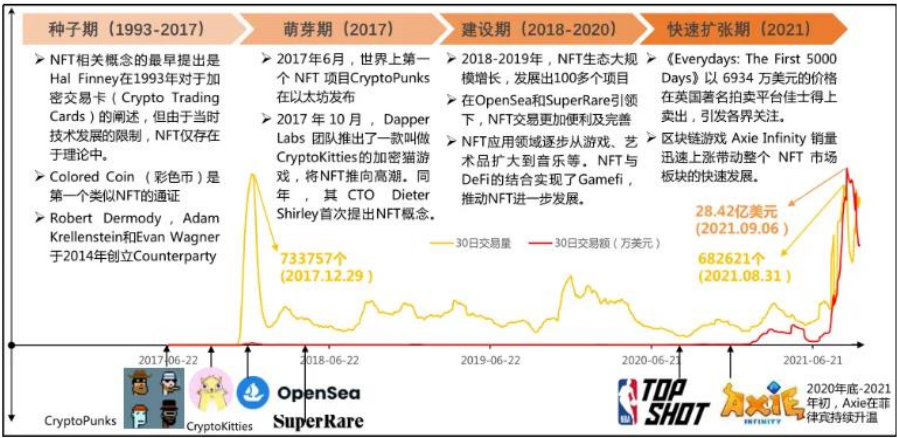 种子期（1993-2017）
萌芽期（2017）
建设期（2018-2020）
快速扩张期（2021）
NFT相关概念的最早提出是
Hal Finney在1993年对于加
密交易卡（Crypto Trading
Cards）的阐述，但由于当时
技术发展的限制，NFT仅存在
于理论中。
Colored Coin （彩色币）是
第一个类似NFT的通证
Robert Dermody，Adam
Krellenstein和Evan Wagner
于2014年创立Counterparty
2017年6月，世界上第一
个 NFT 项目CryptoPunks
在以太坊发布
2017 年 10 月，Dapper
Labs 团队推出了一款叫做
CryptoKitties的加密猫游
戏，将NFT推向高潮。同
年，其CTO Dieter
Shirley首次提出NFT概念。
2018-2019年，NFT生态大规
模增长，发展出100多个项目
在OpenSea和SuperRare引领
下，NFT交易更加便利及完善
NFT应用领域逐步从游戏、艺
术品扩大到音乐等。NFT与
DeFi的结合实现了Gamefi，
推动NFT进一步发展。
《Everydays: The First 5000
Days》以 6934 万美元的价格
在英国著名拍卖平台佳士得上
卖出，引发各界关注。
区块链游戏 Axie Infinity 销量
迅速上涨带动整个 NFT 市场
板块的快速发展。
30日交易量
30日交易额（万美元）
733757个
(2017.12.29)
28.42亿美元
(2021.09.06)
682621个
(2021.08.31)
2017-06-22
2018-06-22
2019-06-22
2020-06-21
2021-06-21
CryptoPunks
CryptoKitties
OpenSea
SuperRare
NBA
TOP
SHOT
AXIE
INFINITY
2020年底-2021
年初，Axie在菲
律宾持续升温